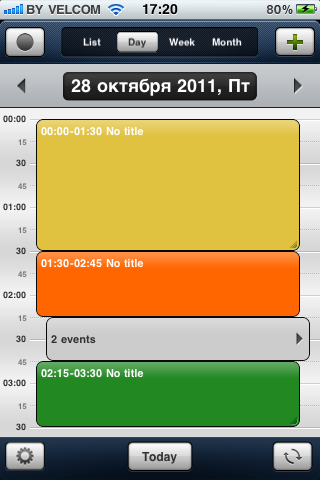 BY VELCOM 17:20 80%
List Day Week Month
28 октября 2011, Пт
00:00
00:00-01:30 No title
15
30
45
01:00
15
30
01:30-02:45 No title
45
02:00
15
30
2 events
45
02:15-03:30 No title
03:00
15
30
Today